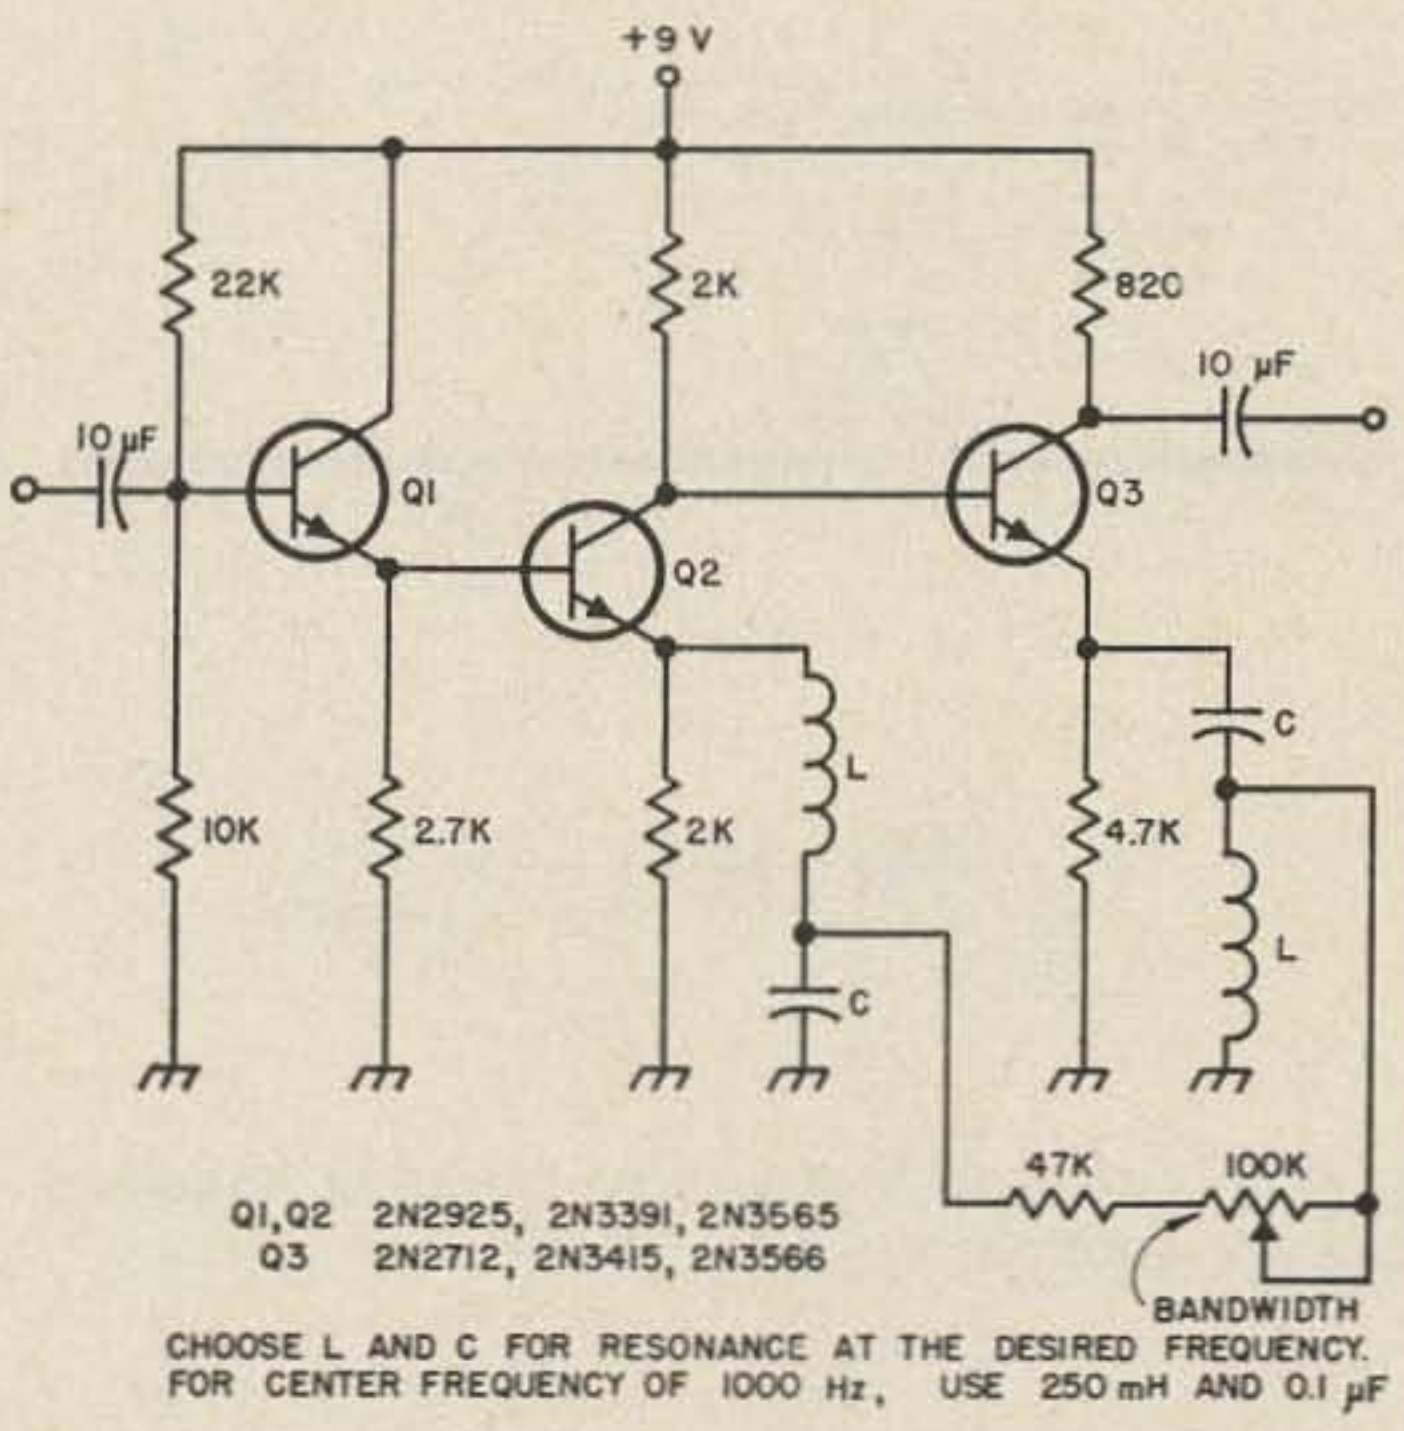 +9 V
22K
2K
820
10 µF
10 µF
Q1
Q3
Q2
L
C
10K
2.7K
2K
4.7K
L
C
47K
100K
Q1,Q2 2N2925, 2N3391, 2N3565
Q3 2N2712, 2N3415, 2N3566
BANDWIDTH
CHOOSE L AND C FOR RESONANCE AT THE DESIRED FREQUENCY.
FOR CENTER FREQUENCY OF 1000 Hz, USE 250 mH AND 0.1 µF